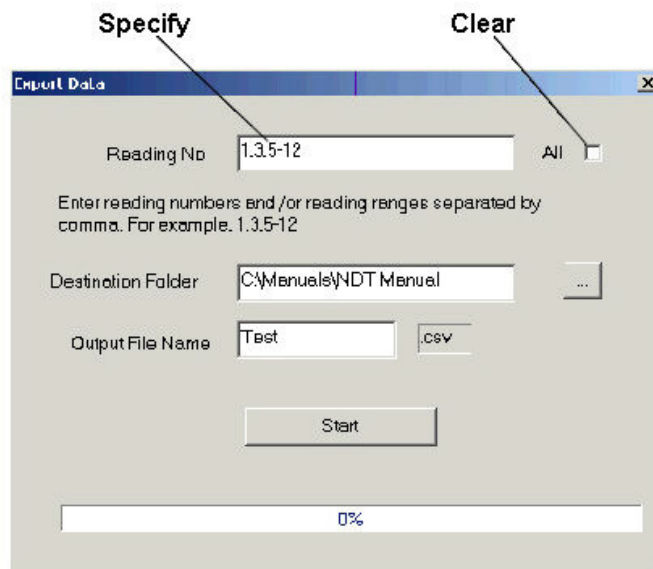 Specify Clear
Export Data
Reading No 1.3.5-12 All
Enter reading numbers and /or reading ranges separated by
comma. For example. 1.3.5-12
Destination Folder C:\Manuals\NDT Manual ...
Output File Name Test .csv
Start
0%